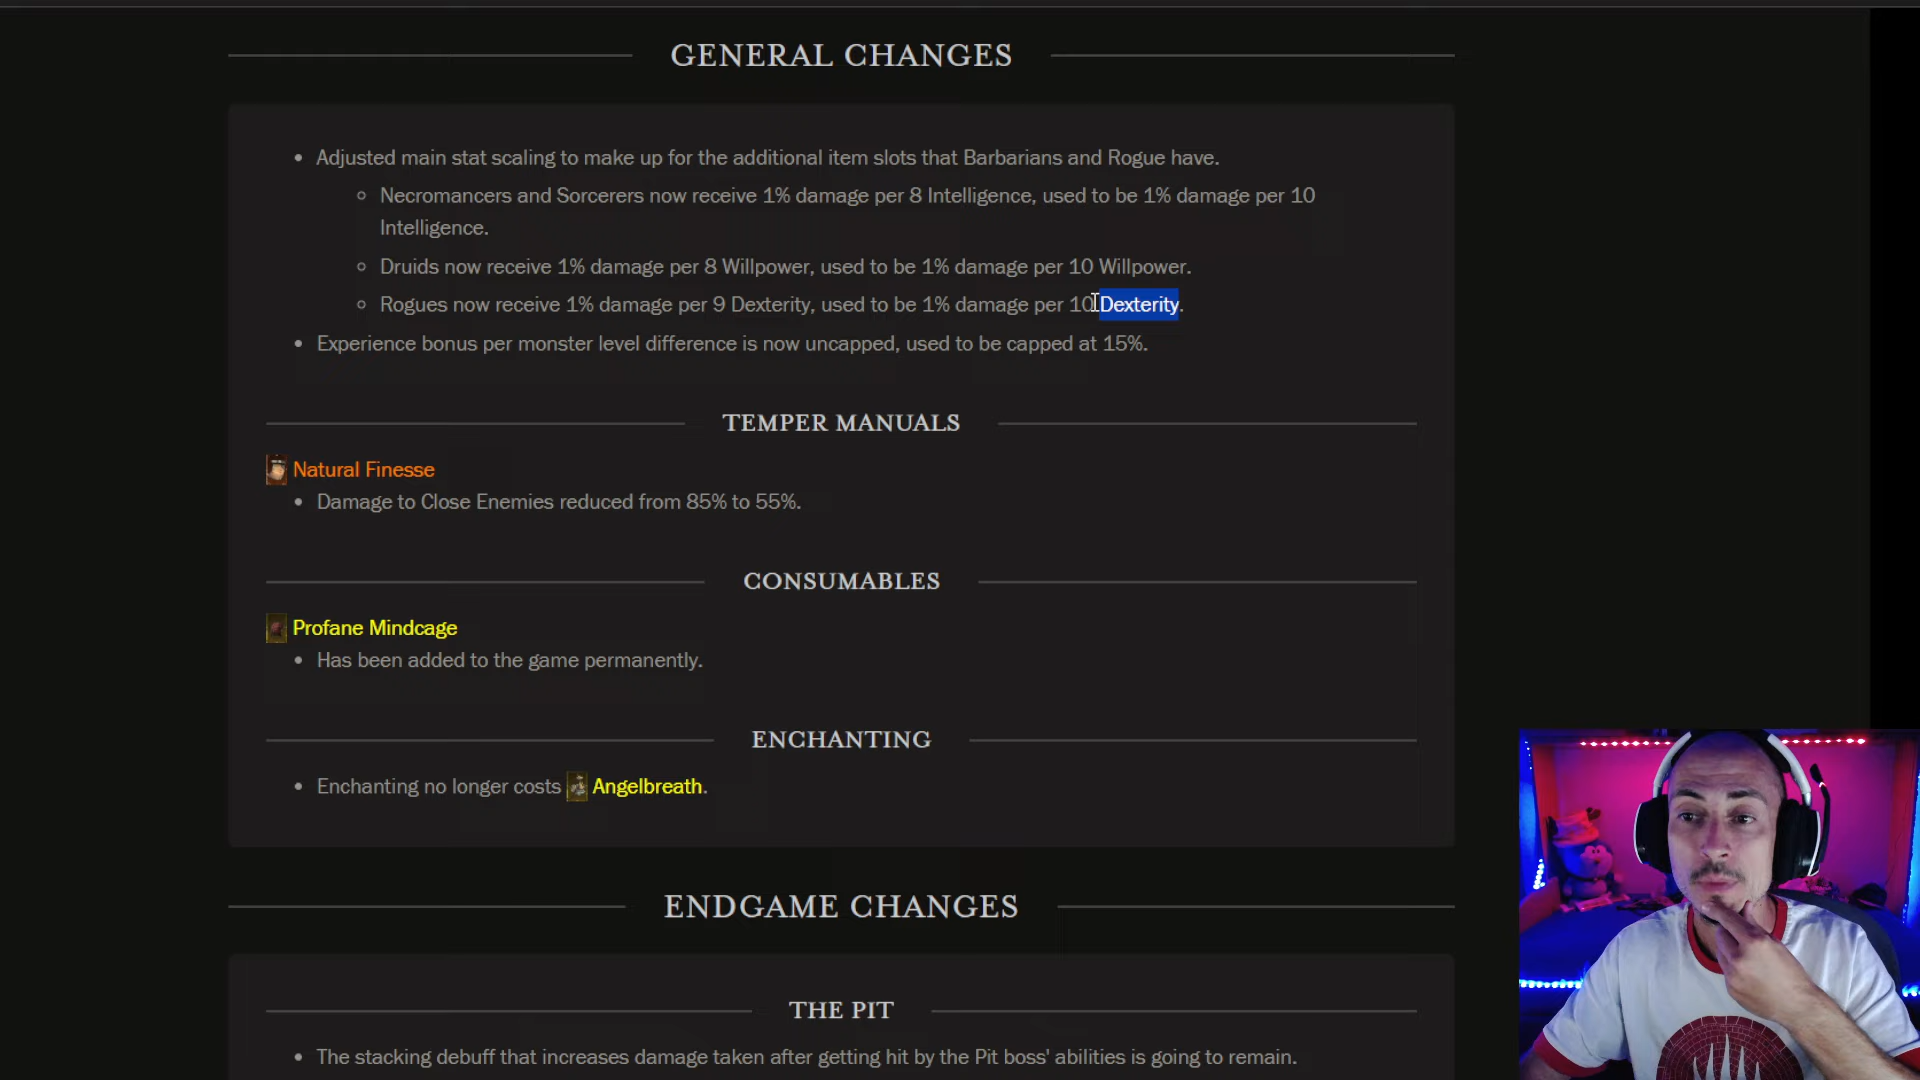 GENERAL CHANGES
Adjusted main stat scaling to make up for the additional item slots that Barbarians and Rogue have.
Necromancers and Sorcerers now receive 1% damage per 8 Intelligence, used to be 1% damage per 10
Intelligence.
Druids now receive 1% damage per 8 Willpower, used to be 1% damage per 10 Willpower.
Rogues now receive 1% damage per 9 Dexterity, used to be 1% damage per 10 Dexterity.
Experience bonus per monster level difference is now uncapped, used to be capped at 15%.
TEMPER MANUALS
Natural Finesse
Damage to Close Enemies reduced from 85% to 55%.
CONSUMABLES
Profane Mindcage
Has been added to the game permanently.
ENCHANTING
Enchanting no longer costs Angelbreath.
ENDGAME CHANGES
THE PIT
The stacking debuff that increases damage taken after getting hit by the Pit boss' abilities is going to remain.